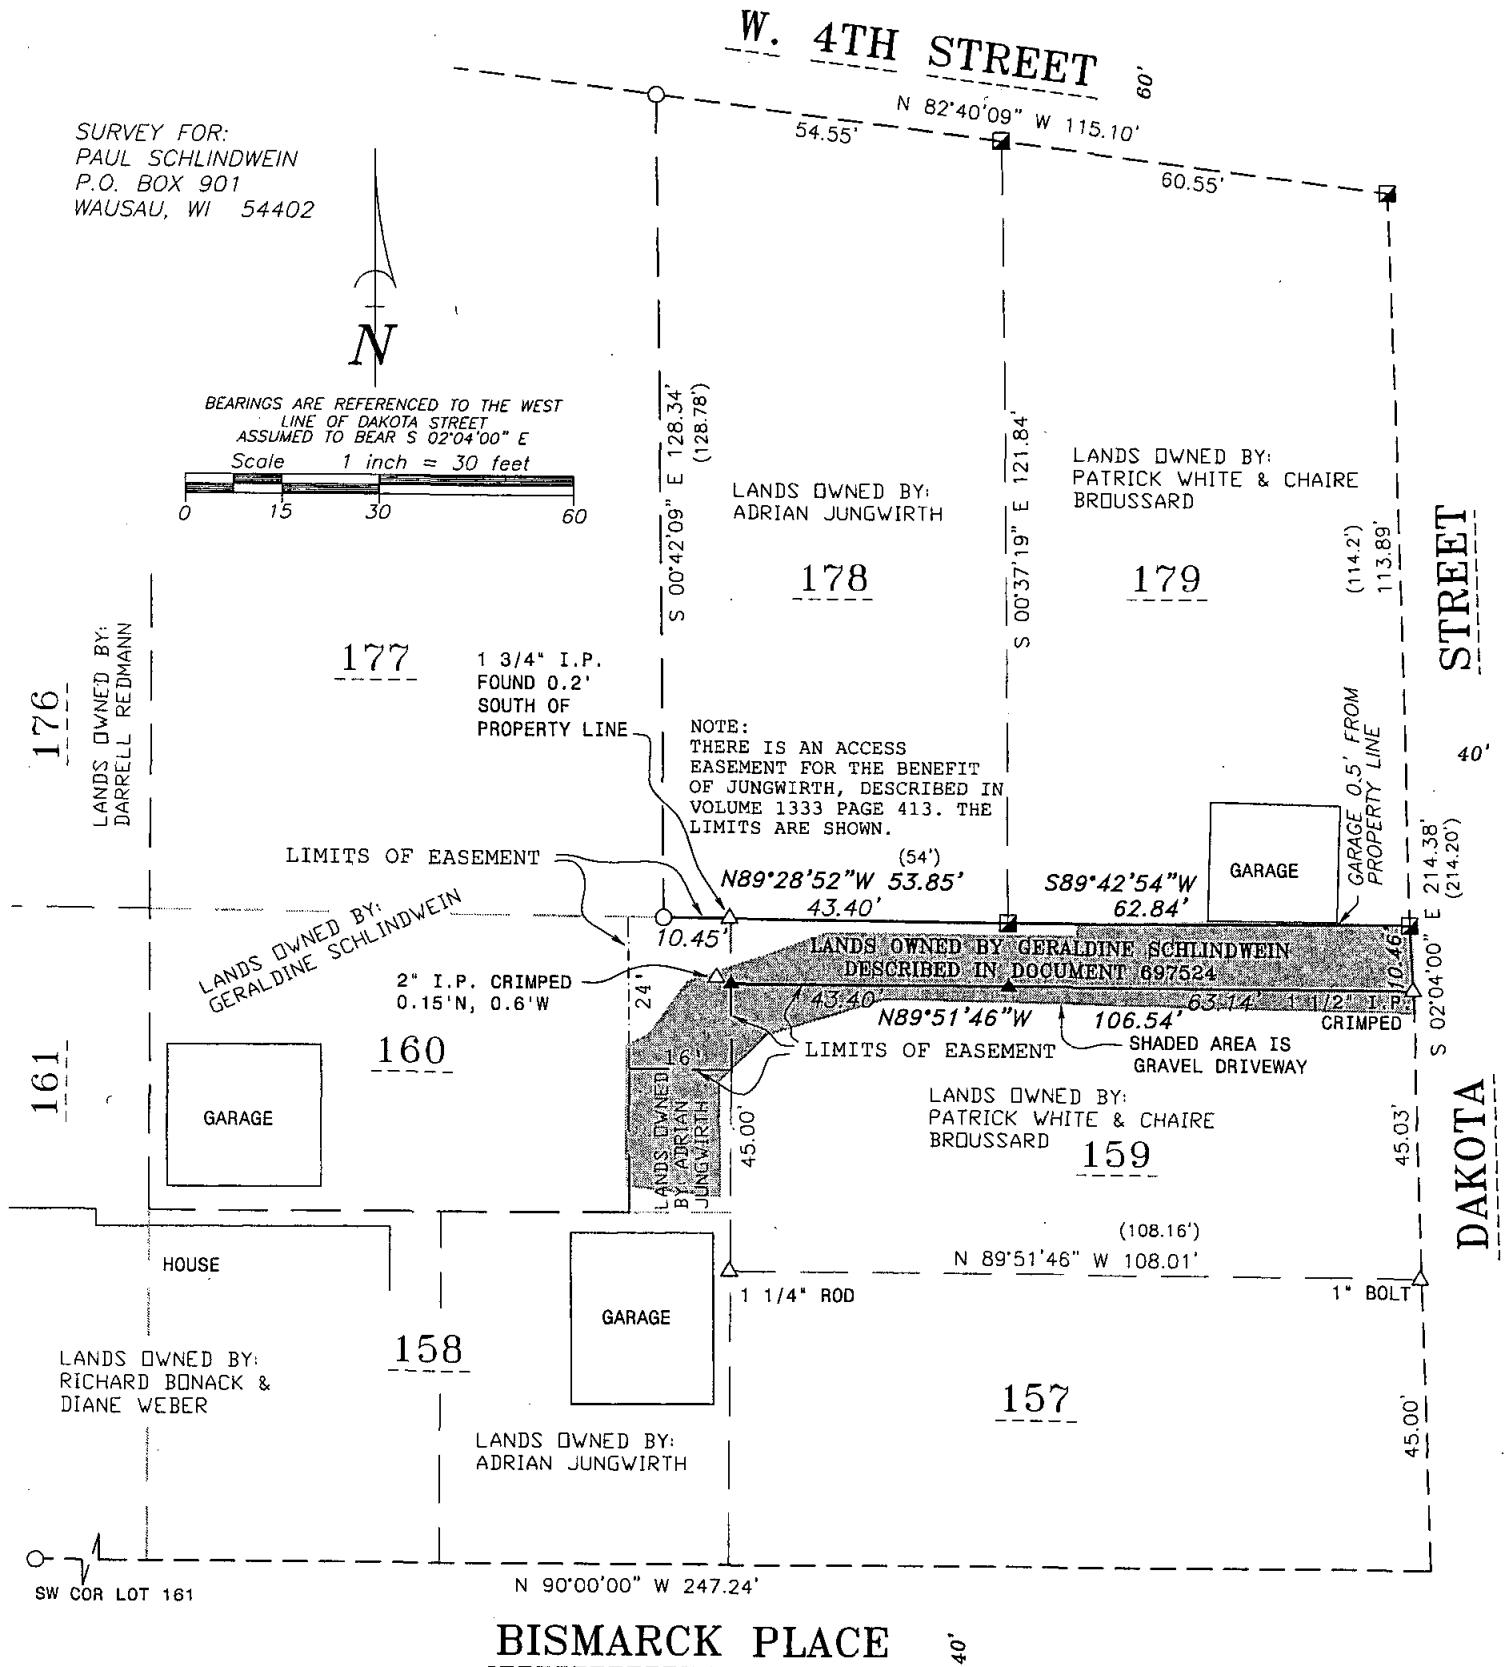 W. 4TH STREET
60'
N 82°40'09" W 115.10'
54.55'
60.55'
SURVEY FOR:
PAUL SCHLINDWEIN
P.O. BOX 901
WAUSAU, WI 54402
N
BEARINGS ARE REFERENCED TO THE WEST
LINE OF DAKOTA STREET
ASSUMED TO BEAR S 02°04'00" E
Scale 1 inch = 30 feet
0 15 30 60
S 00°42'09" E 128.34'
(128.78')
S 00°37'19" E 121.84'
LANDS OWNED BY:
ADRIAN JUNGWIRTH
178
LANDS OWNED BY:
PATRICK WHITE & CHAIRE
BROUSSARD
179
(114.2')
113.89'
STREET
40'
176
LANDS OWNED BY:
DARRELL REDMANN
177
1 3/4" I.P.
FOUND 0.2'
SOUTH OF
PROPERTY LINE
NOTE:
THERE IS AN ACCESS
EASEMENT FOR THE BENEFIT
OF JUNGWIRTH, DESCRIBED IN
VOLUME 1333 PAGE 413. THE
LIMITS ARE SHOWN.
GARAGE
GARAGE 0.5' FROM
PROPERTY LINE
LIMITS OF EASEMENT
(54')
N89°28'52"W 53.85'
43.40'
S89°42'54"W
62.84'
S 02°04'00" E 214.38'
(214.20')
LANDS OWNED BY:
GERALDINE SCHLINDWEIN
10.45'
LANDS OWNED BY GERALDINE SCHLINDWEIN
DESCRIBED IN DOCUMENT 697524
10.46'
2" I.P. CRIMPED
0.15'N, 0.6'W
24'
43.40'
63.14'
1 1/2" I.P.
CRIMPED
N89°51'46"W
106.54'
LIMITS OF EASEMENT
SHADED AREA IS
GRAVEL DRIVEWAY
161
160
GARAGE
16'
LANDS OWNED
BY: ADRIAN
JUNGWIRTH
45.00'
LANDS OWNED BY:
PATRICK WHITE & CHAIRE
BROUSSARD
159
45.03'
DAKOTA
(108.16')
N 89°51'46" W 108.01'
HOUSE
1 1/4" ROD
1" BOLT
GARAGE
158
LANDS OWNED BY:
RICHARD BONACK &
DIANE WEBER
157
45.00'
LANDS OWNED BY:
ADRIAN JUNGWIRTH
SW COR LOT 161
N 90°00'00" W 247.24'
BISMARCK PLACE
40'